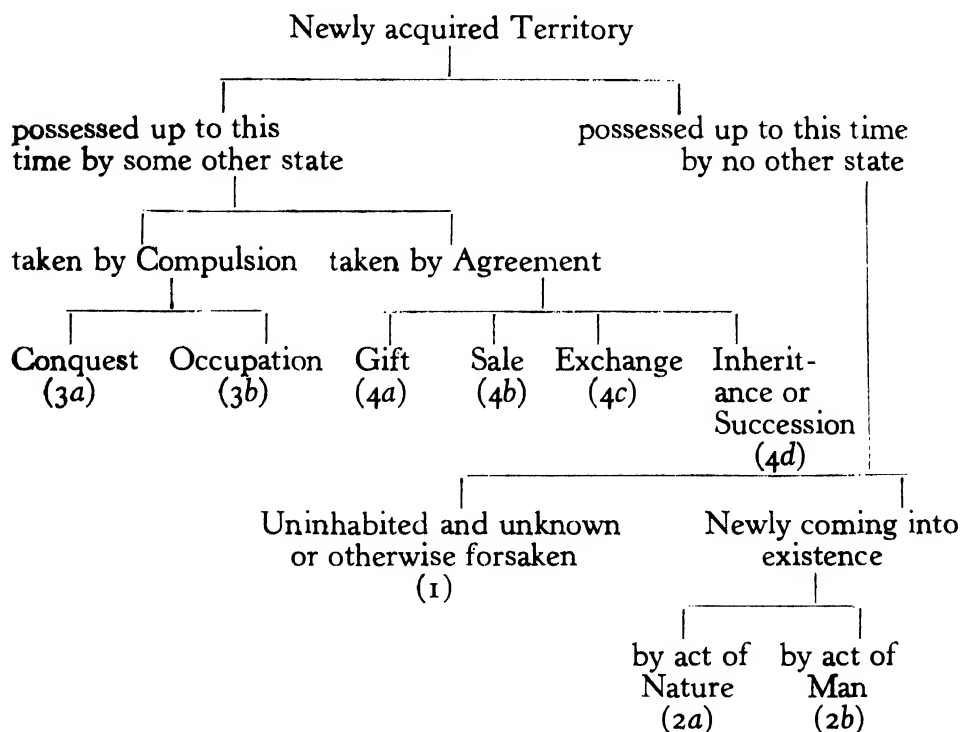 Newly acquired Territory
possessed up to this
time by some other state
possessed up to this time
by no other state
taken by Compulsion
taken by Agreement
Conquest
(3a)
Occupation
(3b)
Gift
(4a)
Sale
(4b)
Exchange
(4c)
Inherit-
ance or
Succession
(4d)
Uninhabited and unknown
or otherwise forsaken
(1)
Newly coming into
existence
by act of
Nature
(2a)
by act of
Man
(2b)